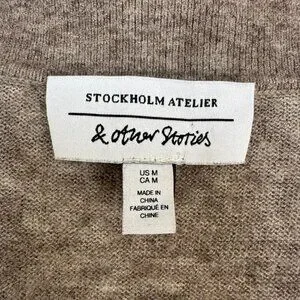 STOCKHOLM ATELIER
& other Stories
US M
CA M
MADE IN
CHINA
FABRIQUÉ EN
CHINE